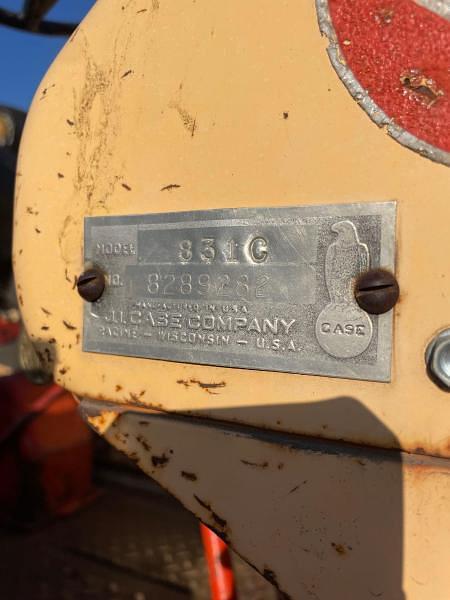 MODEL 831C
NO. 8289282
MANUFACTURED IN U.S.A.
J.I. CASE COMPANY
RACINE - WISCONSIN - U.S.A.
CASE